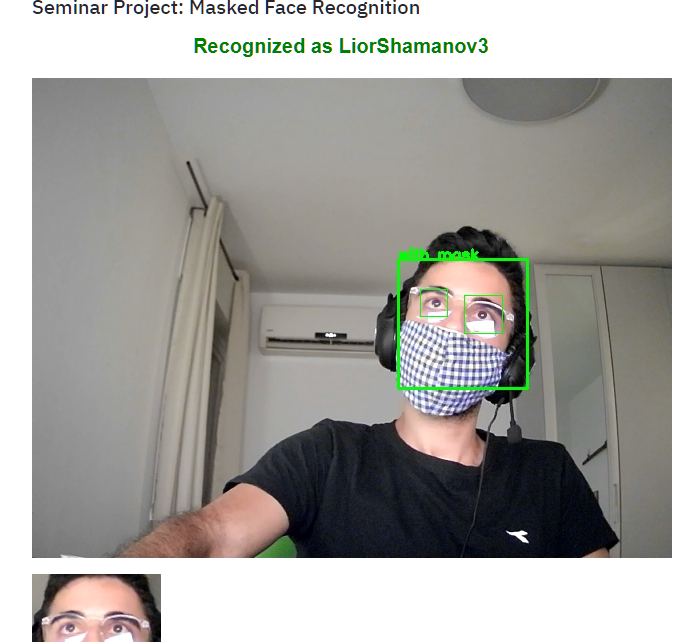 Seminar Project: Masked Face Recognition
Recognized as LiorShamanov3
with_mask